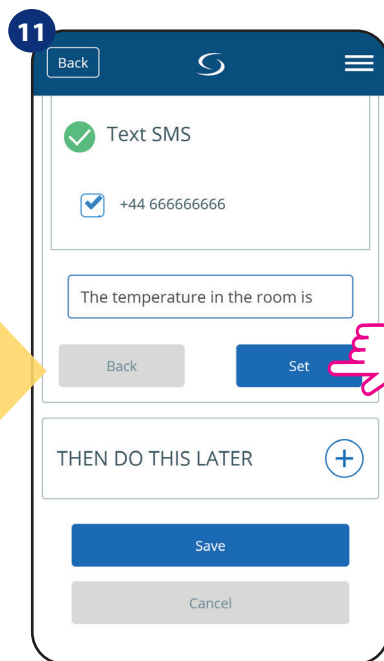 11
Back
Text SMS
+44 666666666
The temperature in the room is
Back
Set
THEN DO THIS LATER
Save
Cancel